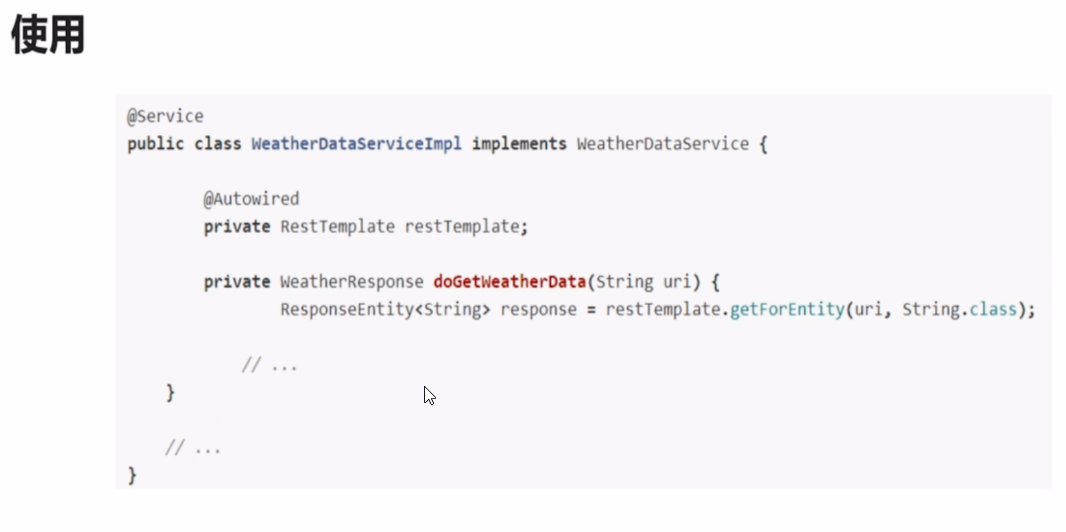 使用
@Service
public class WeatherDataServiceImpl implements WeatherDataService {
@Autowired
private RestTemplate restTemplate;
private WeatherResponse doGetWeatherData(String uri) {
ResponseEntity<String> response = restTemplate.getForEntity(uri, String.class);
// ...
}
// ...
}